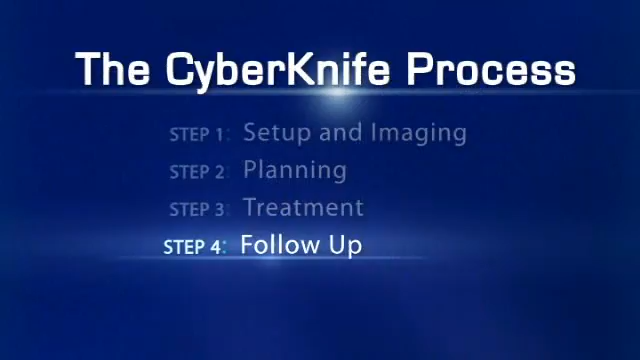 The CyberKnife Process
STEP 1: Setup and Imaging
STEP 2: Planning
STEP 3: Treatment
STEP 4: Follow Up